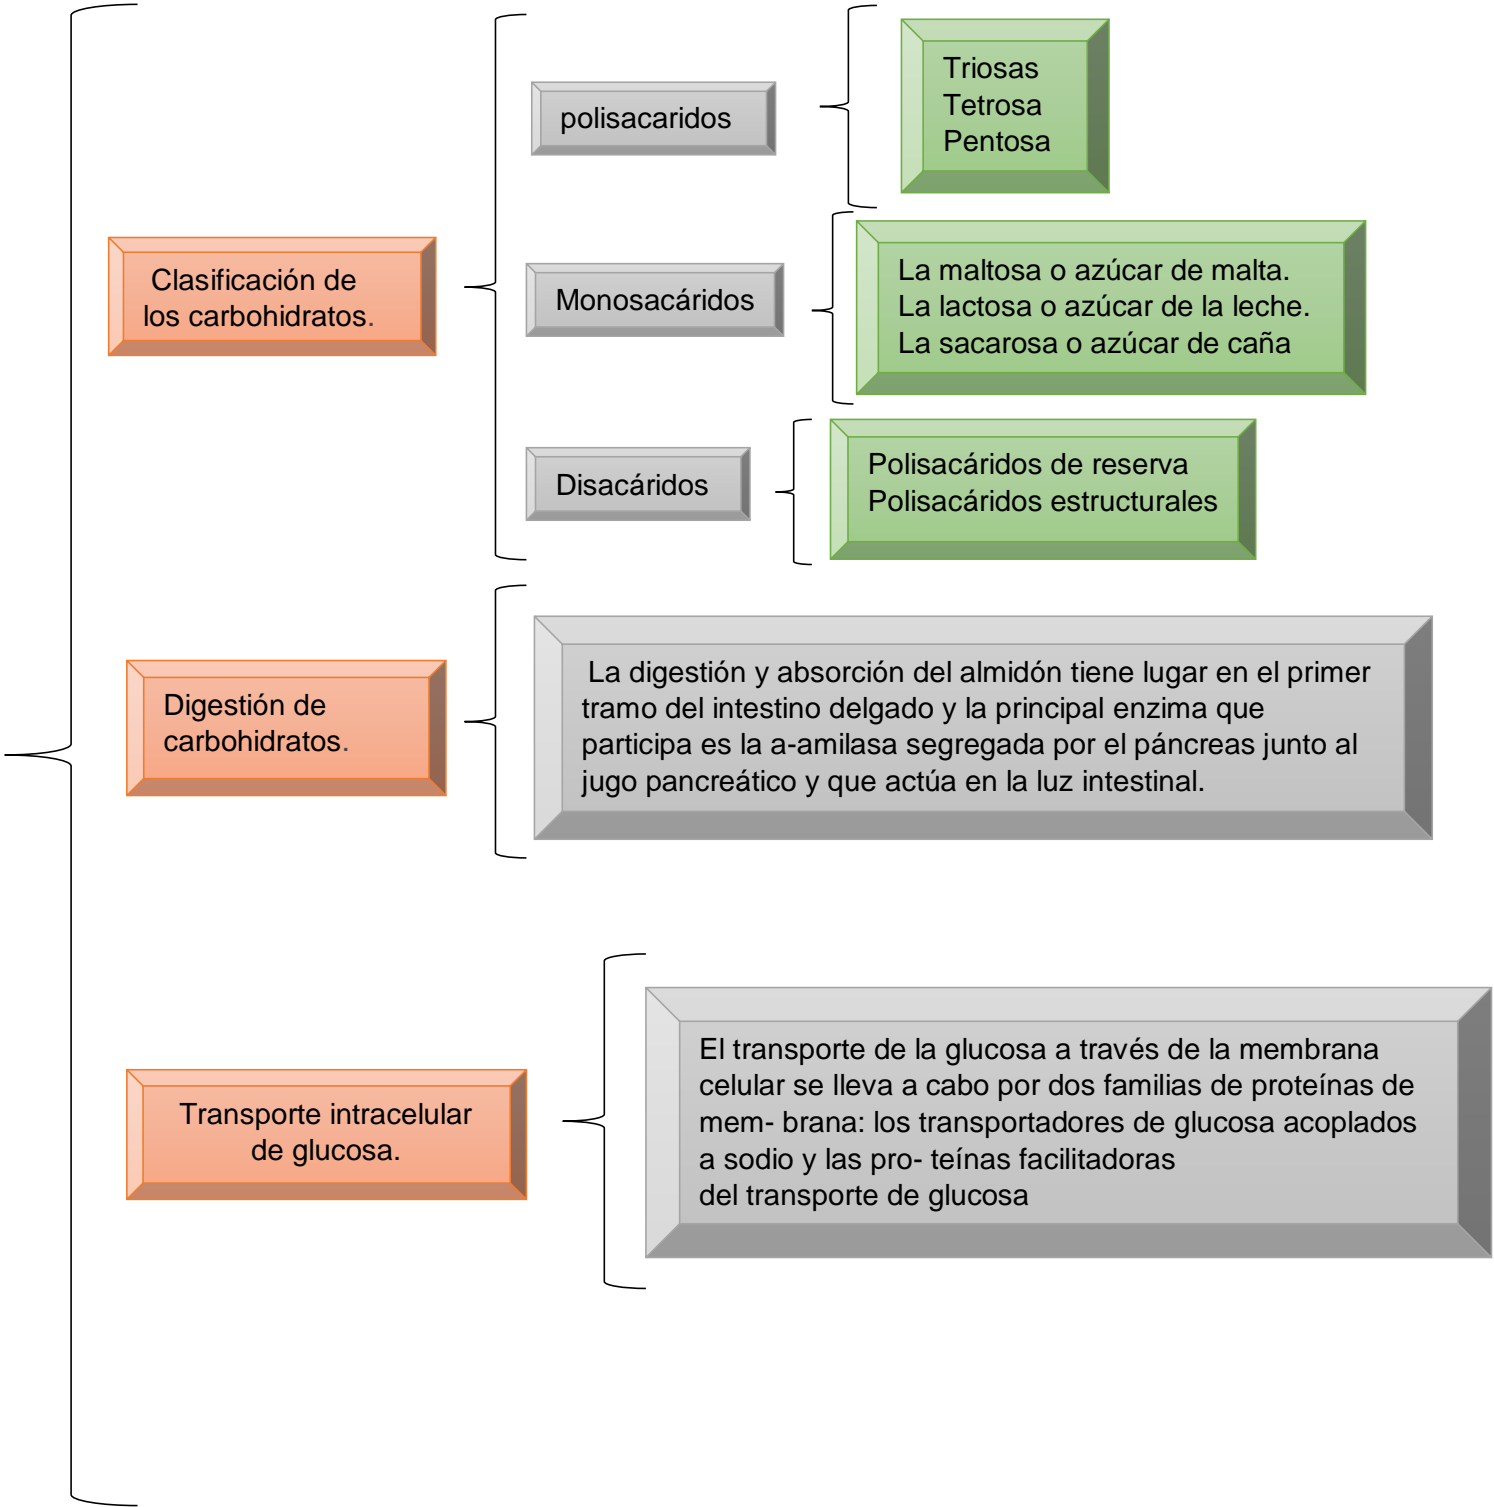 Clasificación de
los carbohidratos.
polisacaridos
Triosas
Tetrosa
Pentosa
Monosacáridos
La maltosa o azúcar de malta.
La lactosa o azúcar de la leche.
La sacarosa o azúcar de caña
Disacáridos
Polisacáridos de reserva
Polisacáridos estructurales
Digestión de
carbohidratos.
La digestión y absorción del almidón tiene lugar en el primer
tramo del intestino delgado y la principal enzima que
participa es la a-amilasa segregada por el páncreas junto al
jugo pancreático y que actúa en la luz intestinal.
Transporte intracelular
de glucosa.
El transporte de la glucosa a través de la membrana
celular se lleva a cabo por dos familias de proteínas de
mem- brana: los transportadores de glucosa acoplados
a sodio y las pro- teínas facilitadoras
del transporte de glucosa